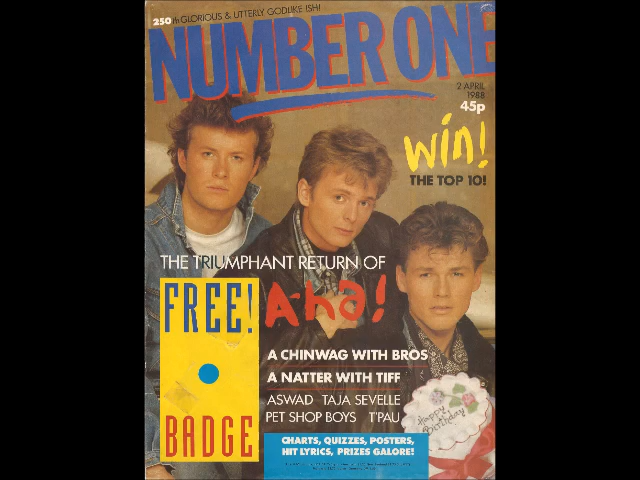 250th GLORIOUS & UTTERLY GODLIKE ISH!
NUMBER ONE
2 APRIL
1988
45p
Win!
THE TOP 10!
THE TRIUMPHANT RETURN OF
A-ha!
FREE!
BADGE
A CHINWAG WITH BROS
A NATTER WITH TIFF
ASWAD TAJA SEVELLE
PET SHOP BOYS T'PAU
Happy
Birthday
CHARTS, QUIZZES, POSTERS,
HIT LYRICS, PRIZES GALORE!